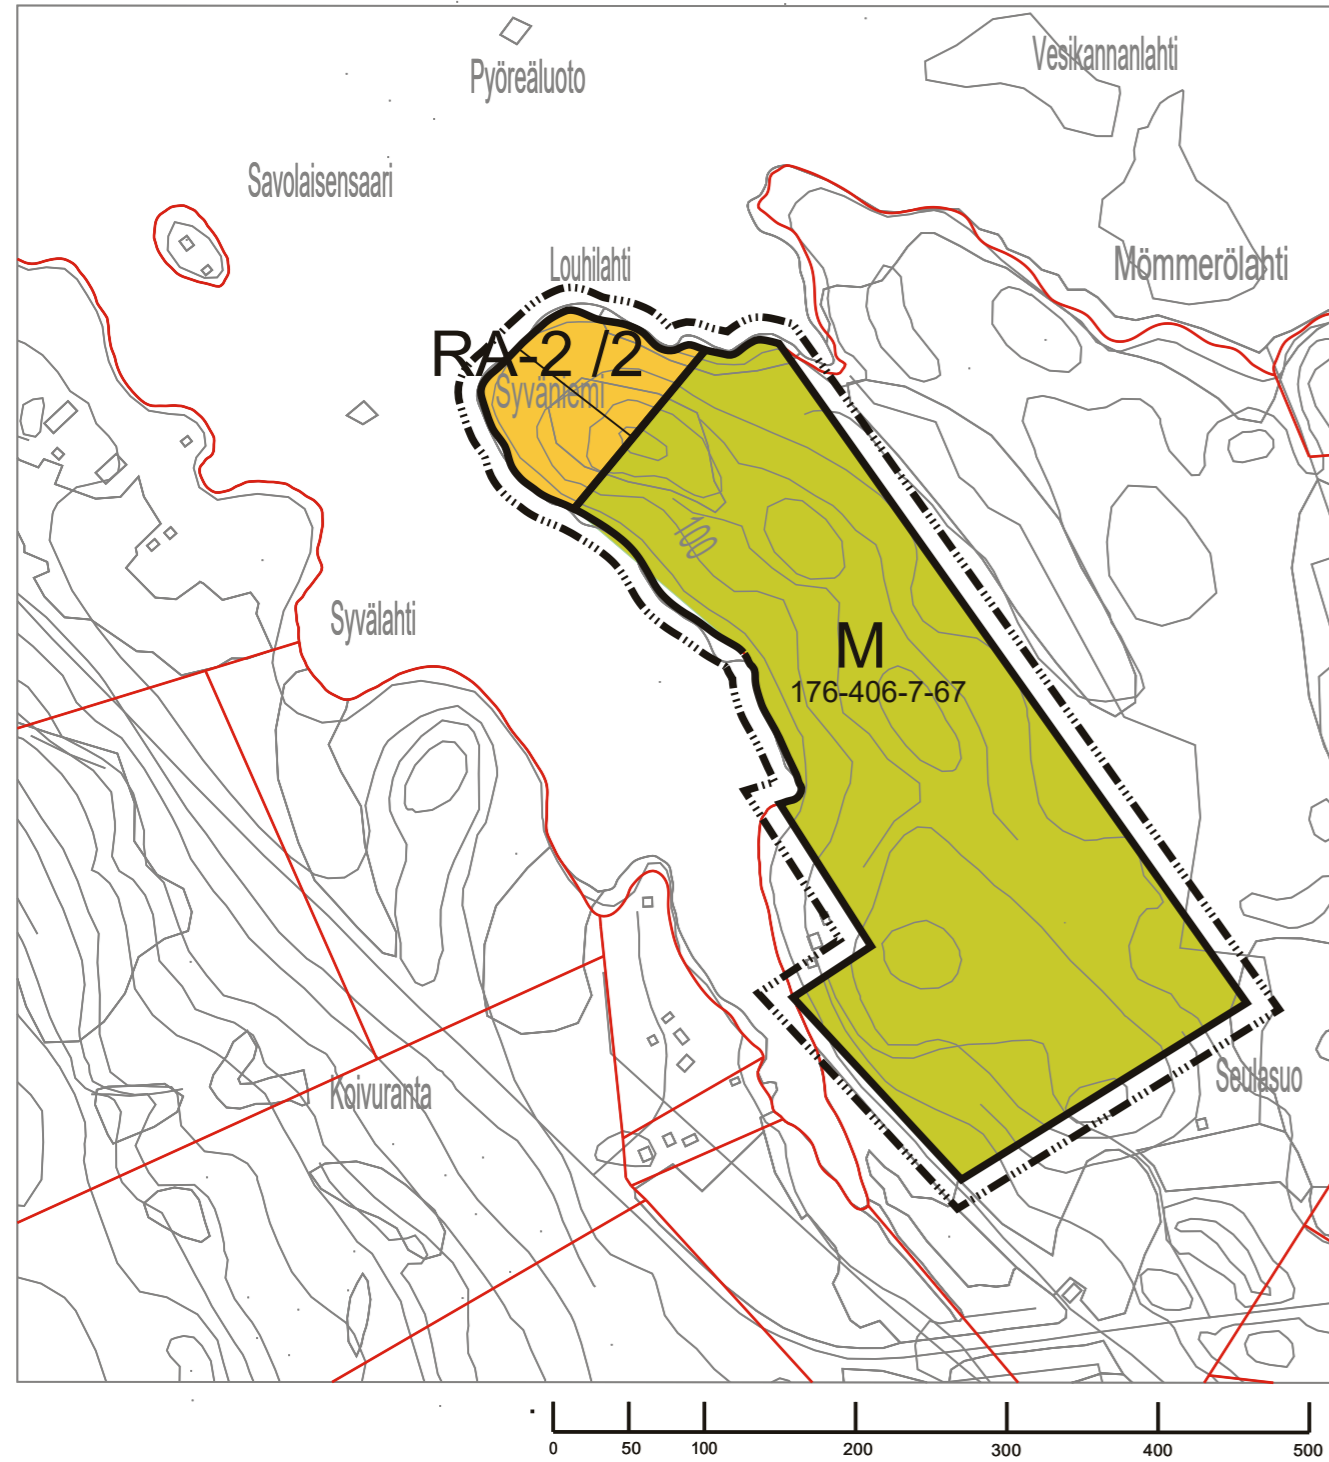 Vesikannanlahti
Pyöreäluoto
Savolaisensaari
Louhilahti
Mömmerölahti
RA-2 /2
Syväniemi
100
Syvälahti
M
176-406-7-67
Koivuranta
Seulasuo
0 50 100 200 300 400 500